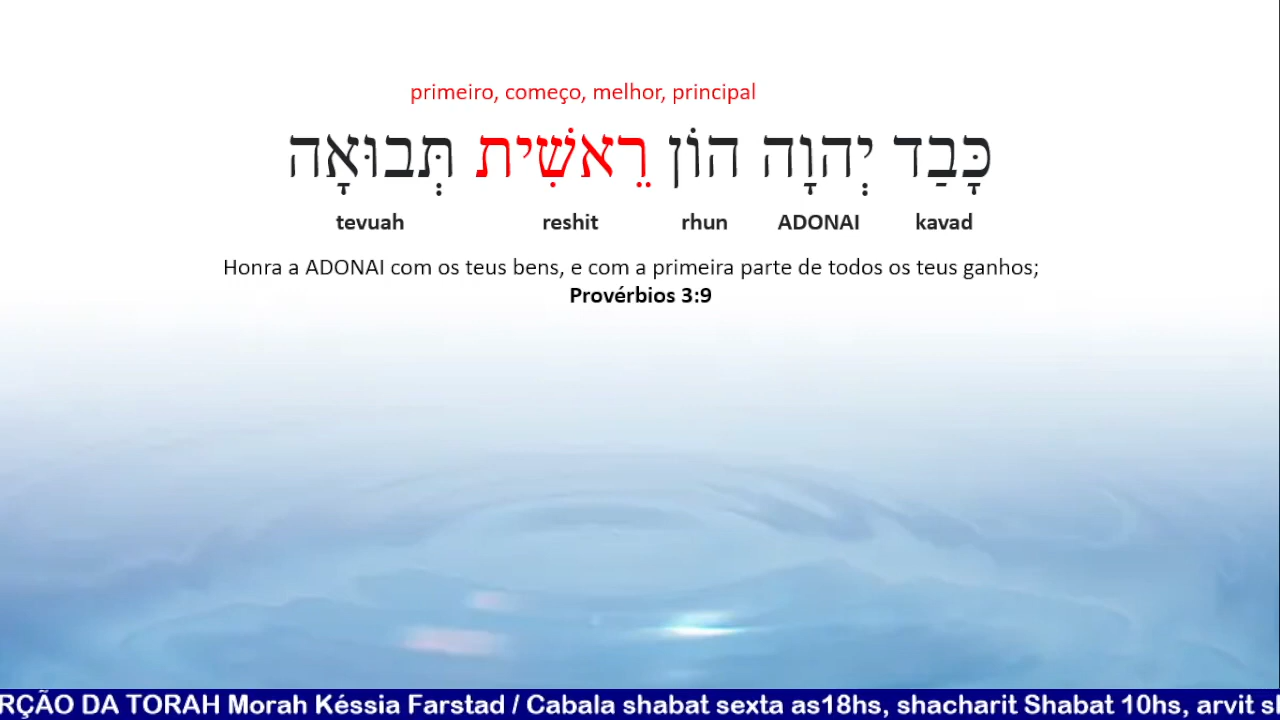 primeiro, começo, melhor, principal
כָּבַד יְהוָה הוֹן רֵאשִׁית תְּבוּאָה
tevuah reshit rhun ADONAI kavad
Honra a ADONAI com os teus bens, e com a primeira parte de todos os teus ganhos;
Provérbios 3:9
RÇÃO DA TORAH Morah Késsia Farstad / Cabala shabat sexta as18hs, shacharit Shabat 10hs, arvit